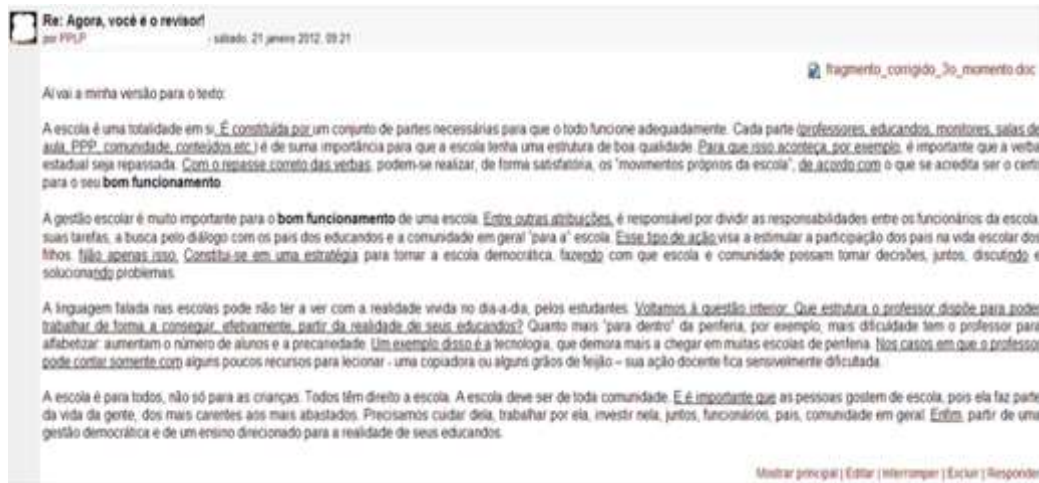 Re: Agora, você é o revisor!
por PPLP - sábado, 21 janeiro 2012, 09:21
fragmento_corrigido_3o_momento.doc
Aí vai a minha versão para o texto:
A escola é uma totalidade em si. É constituída por um conjunto de partes necessárias para que o todo funcione adequadamente. Cada parte (professores, educandos, monitores, salas de
aula, PPP, comunidade, conteúdos etc.) é de suma importância para que a escola tenha uma estrutura de boa qualidade. Para que isso aconteça, por exemplo, é importante que a verba
estadual seja repassada. Com o repasse correto das verbas, podem-se realizar, de forma satisfatória, os "movimentos próprios da escola", de acordo com o que se acredita ser o certo
para o seu bom funcionamento.
A gestão escolar é muito importante para o bom funcionamento de uma escola. Entre outras atribuições, é responsável por dividir as responsabilidades entre os funcionários da escola,
suas tarefas, a busca pelo diálogo com os pais dos educandos e a comunidade em geral "para a" escola. Esse tipo de ação visa a estimular a participação dos pais na vida escolar dos
filhos. Não apenas isso. Constitui-se em uma estratégia para tornar a escola democrática, fazendo com que escola e comunidade possam tomar decisões, juntos, discutindo e
solucionando problemas.
A linguagem falada nas escolas pode não ter a ver com a realidade vivida no dia-a-dia, pelos estudantes. Voltamos à questão interior. Que estrutura o professor dispõe para poder
trabalhar de forma a conseguir, efetivamente, partir da realidade de seus educandos? Quanto mais "para dentro" da periferia, por exemplo, mais dificuldade tem o professor para
alfabetizar: aumentam o número de alunos e a precariedade. Um exemplo disso é a tecnologia, que demora mais a chegar em muitas escolas de periferia. Nos casos em que o professor
pode contar somente com alguns poucos recursos para lecionar - uma copiadora ou alguns grãos de feijão – sua ação docente fica sensivelmente dificultada.
A escola é para todos, não só para as crianças. Todos têm direito a escola. A escola deve ser de toda comunidade. E é importante que as pessoas gostem de escola, pois ela faz parte
da vida da gente, dos mais carentes aos mais abastados. Precisamos cuidar dela, trabalhar por ela, investir nela, juntos, funcionários, pais, comunidade em geral. Enfim, partir de uma
gestão democrática e de um ensino direcionado para a realidade de seus educandos.
Mostrar principal | Editar | Interromper | Excluir | Responder